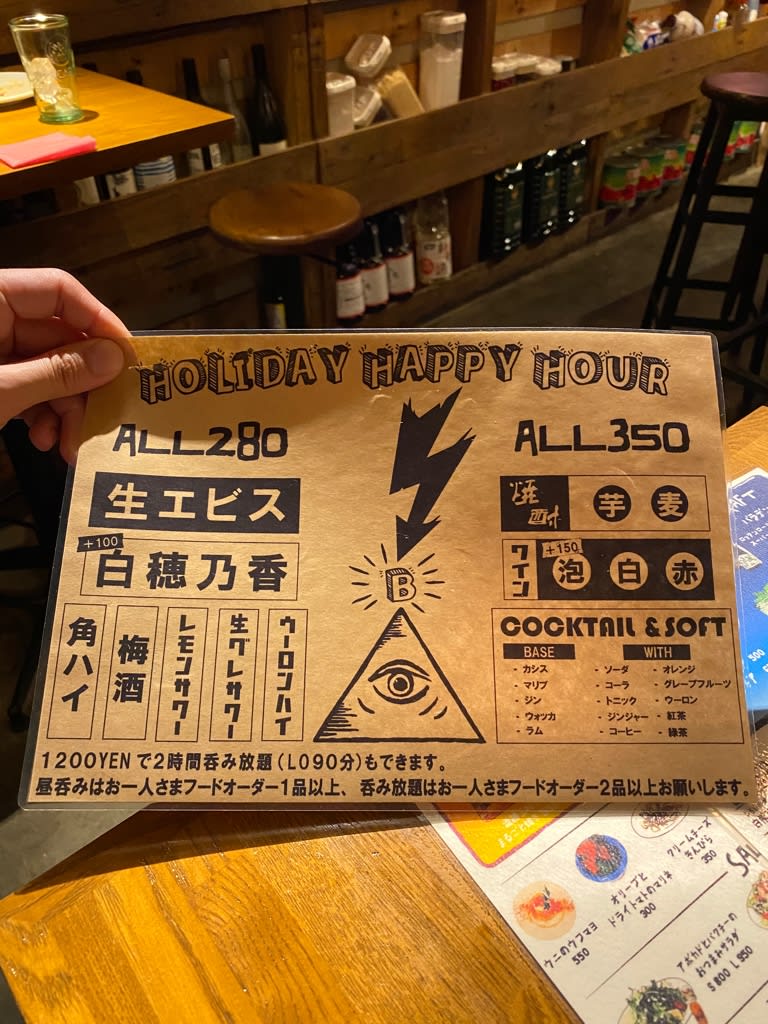 HOLIDAY HAPPY HOUR
ALL280
生エビス
+100
白穂乃香
角ハイ
梅酒
レモンサワー
生グレサワー
ウーロンハイ
B
ALL350
焼酎 芋 麦
ワイン +150 泡 白 赤
COCKTAIL & SOFT
BASE WITH
- カシス - ソーダ - オレンジ
- マリブ - コーラ - グレープフルーツ
- ジン - トニック - ウーロン
- ウォッカ - ジンジャー - 紅茶
- ラム - コーヒー - 緑茶
1200YENで2時間呑み放題(LO90分)もできます。
昼呑みはお一人さまフードオーダー1品以上、呑み放題はお一人さまフードオーダー2品以上お願いします。
クリームチーズ
きんぴら
350
オリーブと
ドライトマトのマリネ
300
ウニのウフマヨ
550
アボカドとパクチーの
おつまみサラダ
S800 L950
500